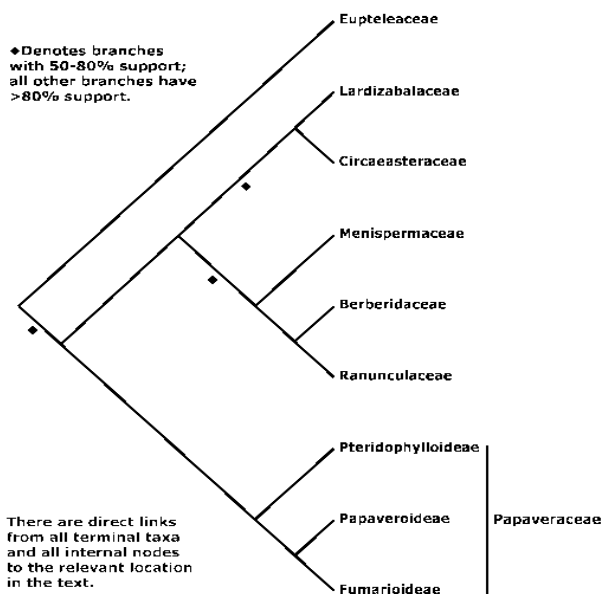 Eupteleaceae
◆Denotes branches
with 50-80% support;
all other branches have
>80% support.
Lardizabalaceae
Circaeasteraceae
Menispermaceae
Berberidaceae
Ranunculaceae
Pteridophylloideae
Papaveroideae
Papaveraceae
Fumarioideae
There are direct links
from all terminal taxa
and all internal nodes
to the relevant location
in the text.